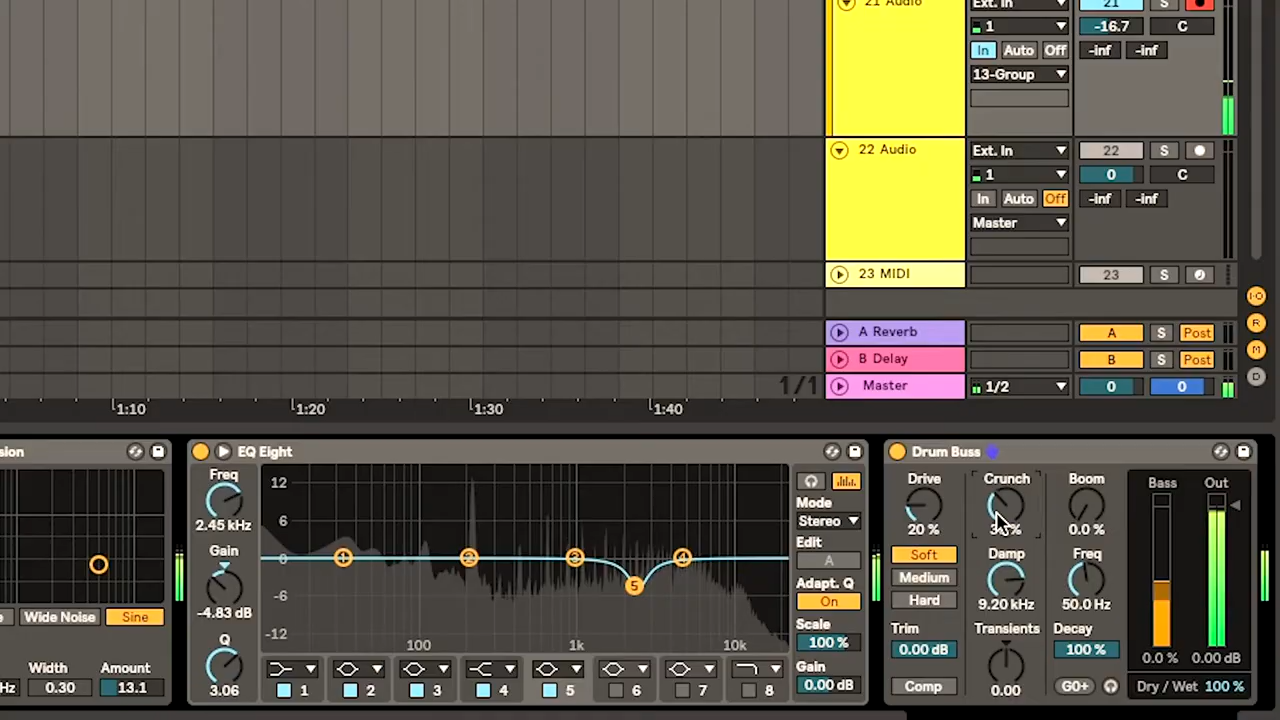 21 Audio Ext. In 21 S
1 -16.7 C
In Auto Off -inf -inf
13-Group
22 Audio Ext. In 22 S
1 0 C
In Auto Off -inf -inf
Master
23 MIDI 23 S
A Reverb A S Post
B Delay B S Post
1/1 Master 1/2 0 0
1:10 1:20 1:30 1:40
I·O
R
M
D
sion EQ Eight Drum Buss
Freq
2.45 kHz
Gain
-4.83 dB
Q
3.06
12
6
0
-6
-12
1 2 3 4 5
100 1k 10k
1 2 3 4 5 6 7 8
Mode
Stereo
Edit
A
Adapt. Q
On
Scale
100 %
Gain
0.00 dB
Wide Noise Sine
Width Amount
Hz 0.30 13.1
Drive Crunch Boom
20 % 0.0 %
Soft
Medium
Hard
Damp Freq
9.20 kHz 50.0 Hz
Trim Transients Decay
0.00 dB 100 %
Comp 0.00 G0+
Bass Out
0.0 % 0.00 dB
Dry / Wet 100 %